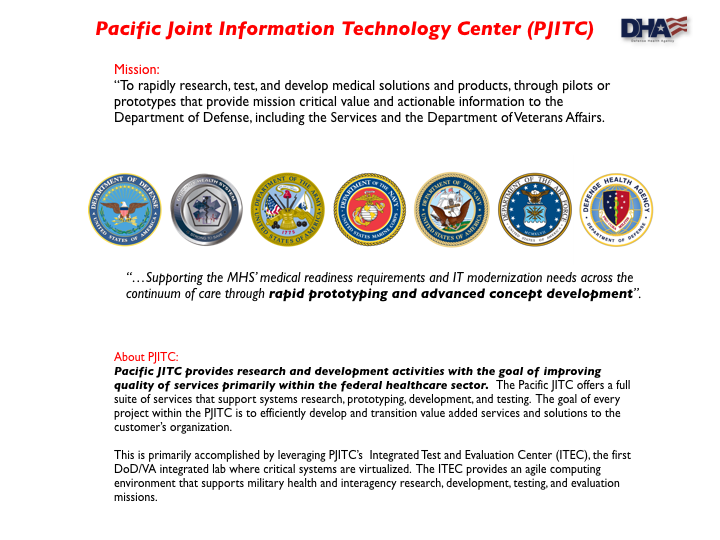 Pacific Joint Information Technology Center (PJITC)
DHA
Defense Health Agency
Mission:
“To rapidly research, test, and develop medical solutions and products, through pilots or
prototypes that provide mission critical value and actionable information to the
Department of Defense, including the Services and the Department of Veterans Affairs.
DEPARTMENT OF DEFENSE
UNITED STATES OF AMERICA
HEALTH SYSTEM
DEPARTMENT OF THE ARMY
1775
UNITED STATES OF AMERICA
DEPARTMENT OF THE NAVY
UNITED STATES MARINE CORPS
DEPARTMENT OF THE NAVY
UNITED STATES OF AMERICA
DEPARTMENT OF THE AIR FORCE
UNITED STATES OF AMERICA
DEFENSE HEALTH AGENCY
DEPARTMENT OF DEFENSE
“…Supporting the MHS’ medical readiness requirements and IT modernization needs across the
continuum of care through rapid prototyping and advanced concept development”.
About PJITC:
Pacific JITC provides research and development activities with the goal of improving
quality of services primarily within the federal healthcare sector. The Pacific JITC offers a full
suite of services that support systems research, prototyping, development, and testing. The goal of every
project within the PJITC is to efficiently develop and transition value added services and solutions to the
customer’s organization.
This is primarily accomplished by leveraging PJITC’s Integrated Test and Evaluation Center (ITEC), the first
DoD/VA integrated lab where critical systems are virtualized. The ITEC provides an agile computing
environment that supports military health and interagency research, development, testing, and evaluation
missions.